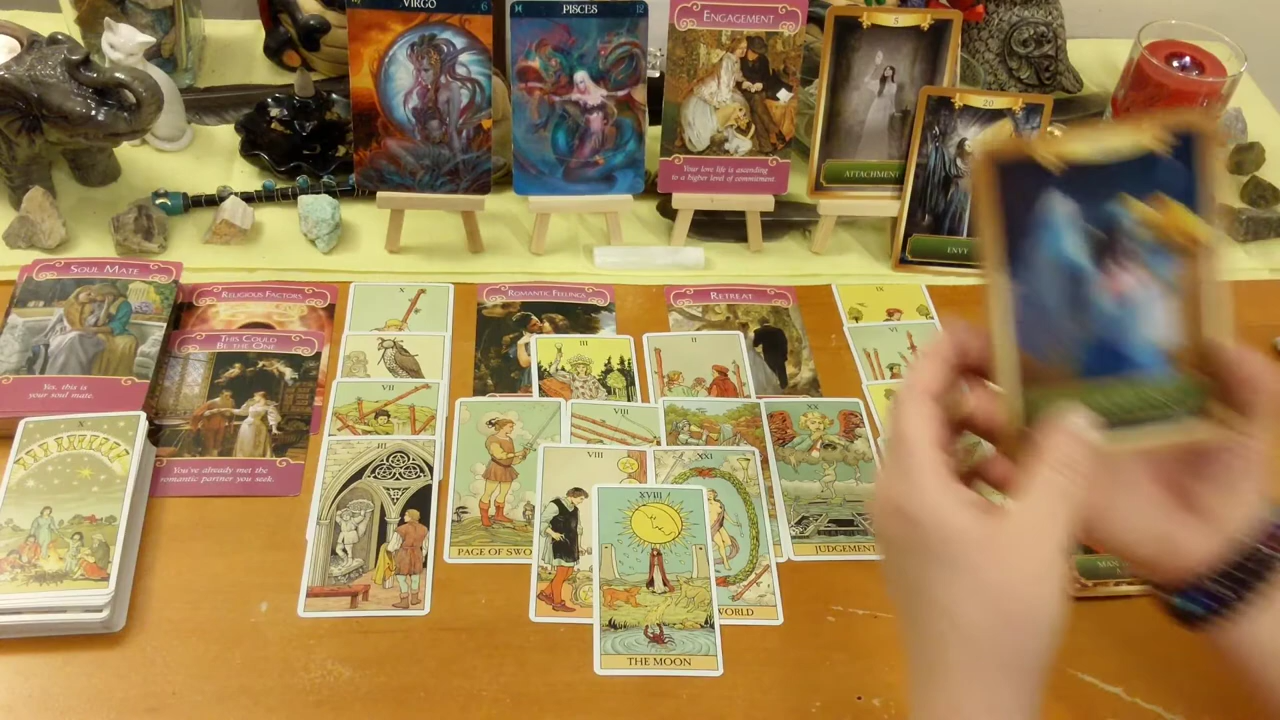 VIRGO 6
PISCES 12
ENGAGEMENT
Your love life is ascending
to a higher level of commitment.
5
ATTACHMENT
20
ENVY
SOUL MATE
Yes, this is
your soul mate.
RELIGIOUS FACTORS
THIS COULD
BE THE ONE
You've already met the
romantic partner you seek.
X
VII
III
ROMANTIC FEELINGS
III
RETREAT
II
IX
VI
X
PAGE OF SWO
VIII
VIII
XXI
WORLD
XX
JUDGEMENT
XVIII
THE MOON
MAN